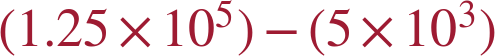 (1.25 × 10⁵) − (5 × 10³)